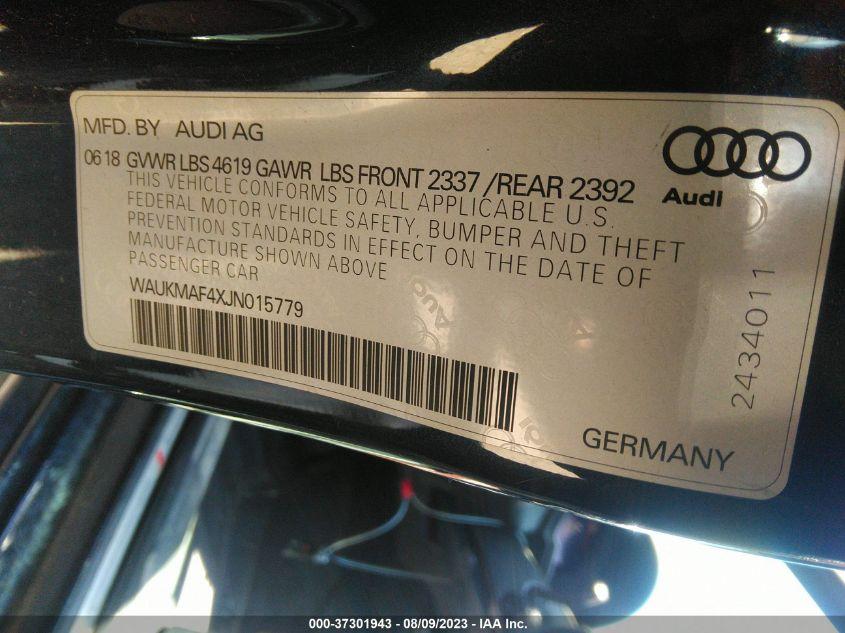 MFD. BY AUDI AG
06 18 GVWR LBS 4619 GAWR LBS FRONT 2337 /REAR 2392
THIS VEHICLE CONFORMS TO ALL APPLICABLE U.S.
FEDERAL MOTOR VEHICLE SAFETY, BUMPER AND THEFT
PREVENTION STANDARDS IN EFFECT ON THE DATE OF
MANUFACTURE SHOWN ABOVE
PASSENGER CAR
WAUKMAF4XJN015779
Audi
2434011
GERMANY
000-37301943 - 08/09/2023 - © IAA Inc.